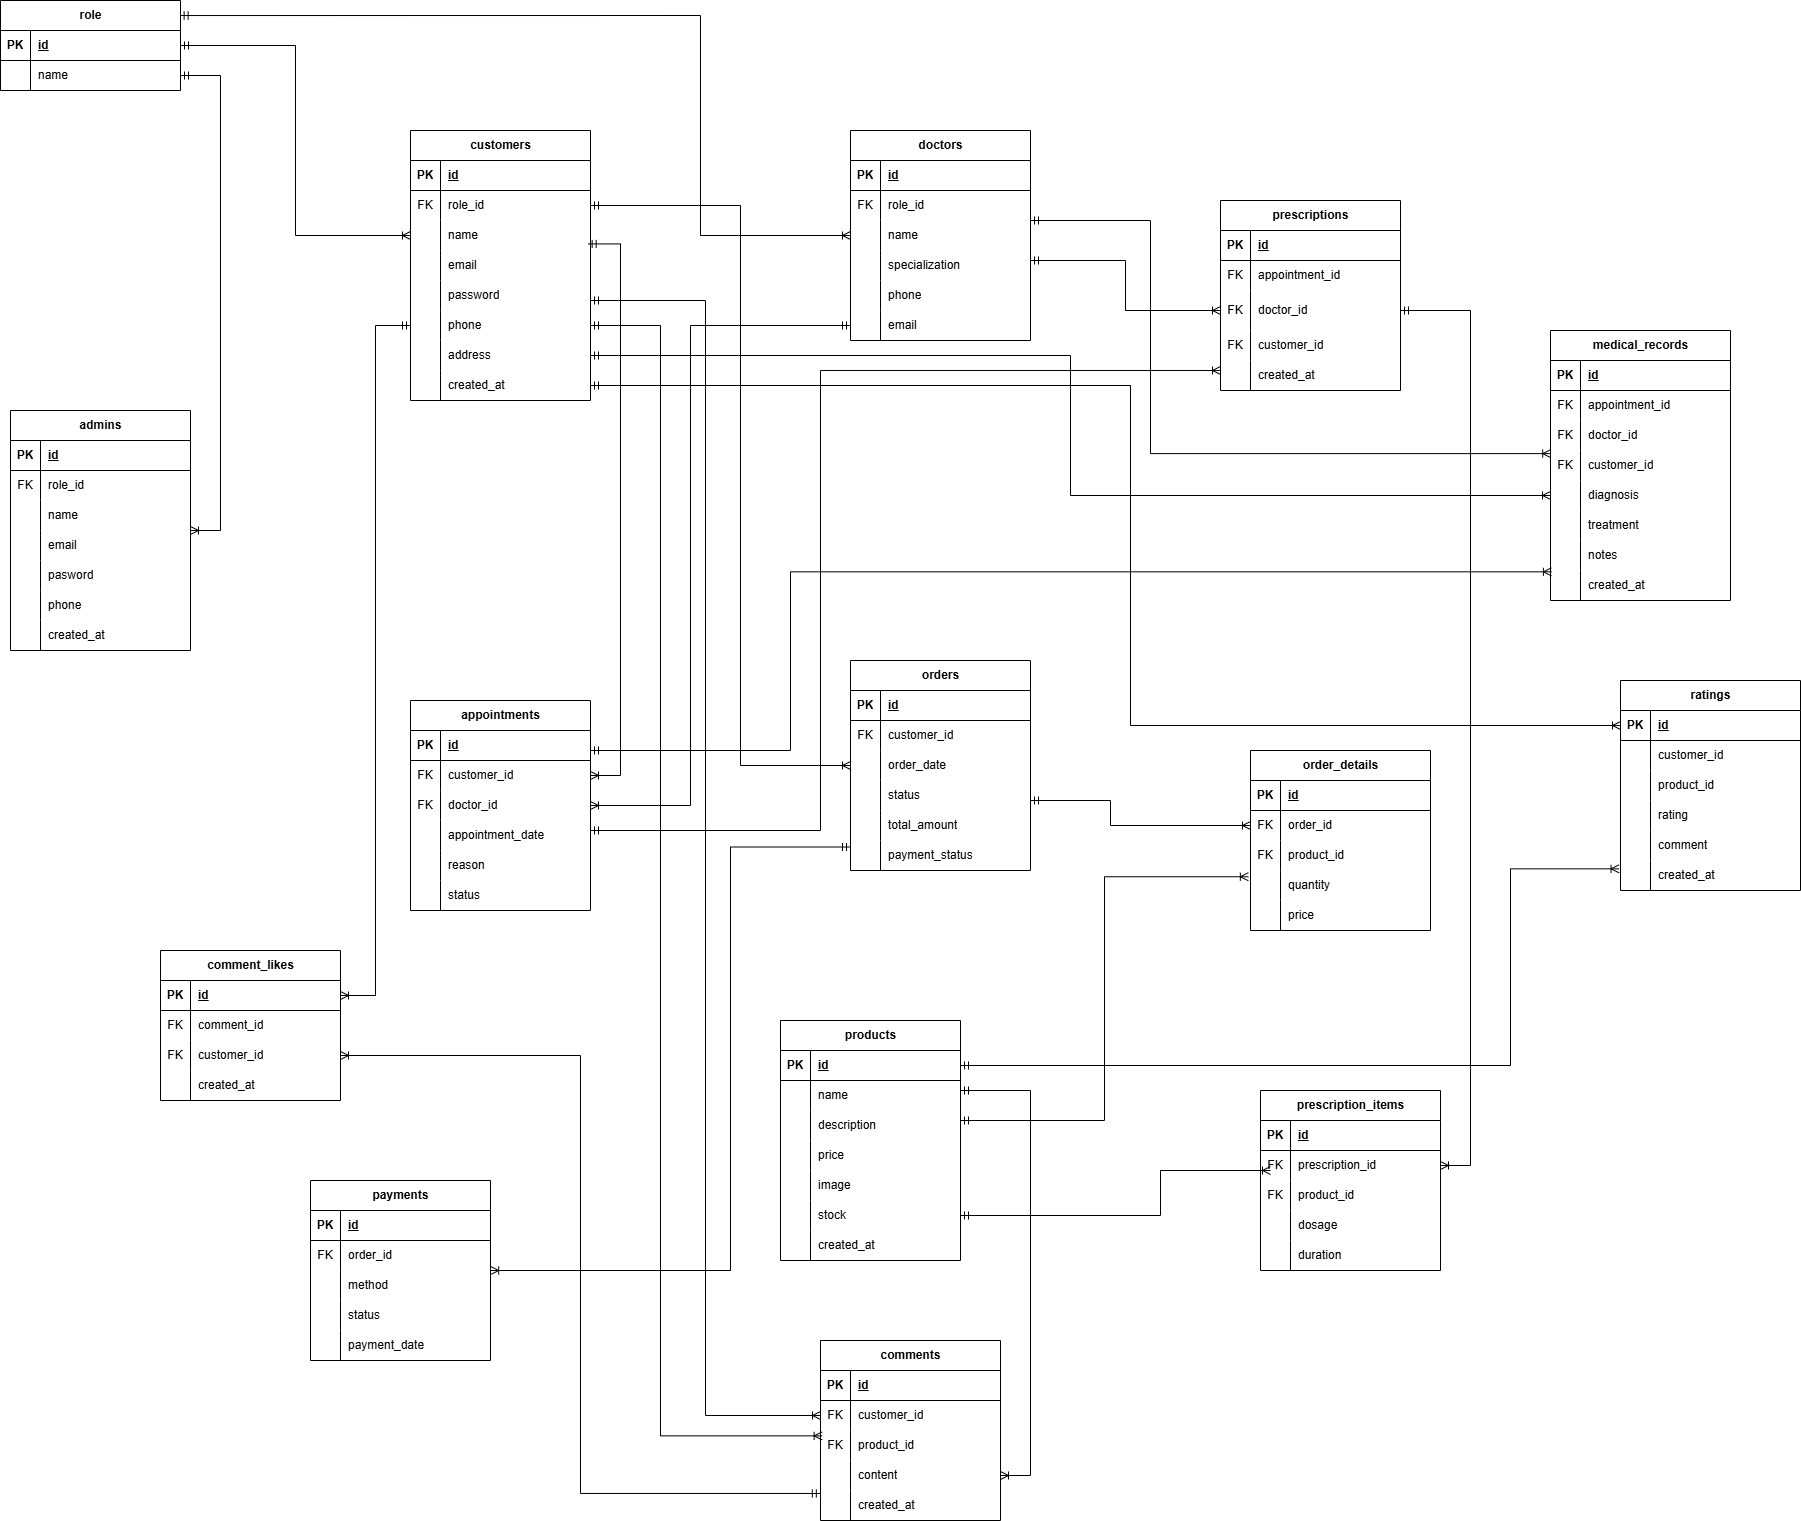 role
PK id
name
customers
PK id
FK role_id
name
email
password
phone
address
created_at
doctors
PK id
FK role_id
name
specialization
phone
email
prescriptions
PK id
FK appointment_id
FK doctor_id
FK customer_id
created_at
medical_records
PK id
FK appointment_id
FK doctor_id
FK customer_id
diagnosis
treatment
notes
created_at
admins
PK id
FK role_id
name
email
pasword
phone
created_at
appointments
PK id
FK customer_id
FK doctor_id
appointment_date
reason
status
orders
PK id
FK customer_id
order_date
status
total_amount
payment_status
order_details
PK id
FK order_id
FK product_id
quantity
price
ratings
PK id
customer_id
product_id
rating
comment
created_at
comment_likes
PK id
FK comment_id
FK customer_id
created_at
products
PK id
name
description
price
image
stock
created_at
prescription_items
PK id
FK prescription_id
FK product_id
dosage
duration
payments
PK id
FK order_id
method
status
payment_date
comments
PK id
FK customer_id
FK product_id
content
created_at